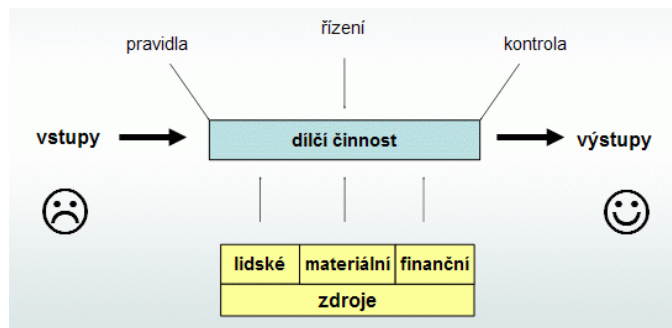 řízení
pravidla
kontrola
vstupy
dílčí činnost
výstupy
lidské
materiální
finanční
zdroje